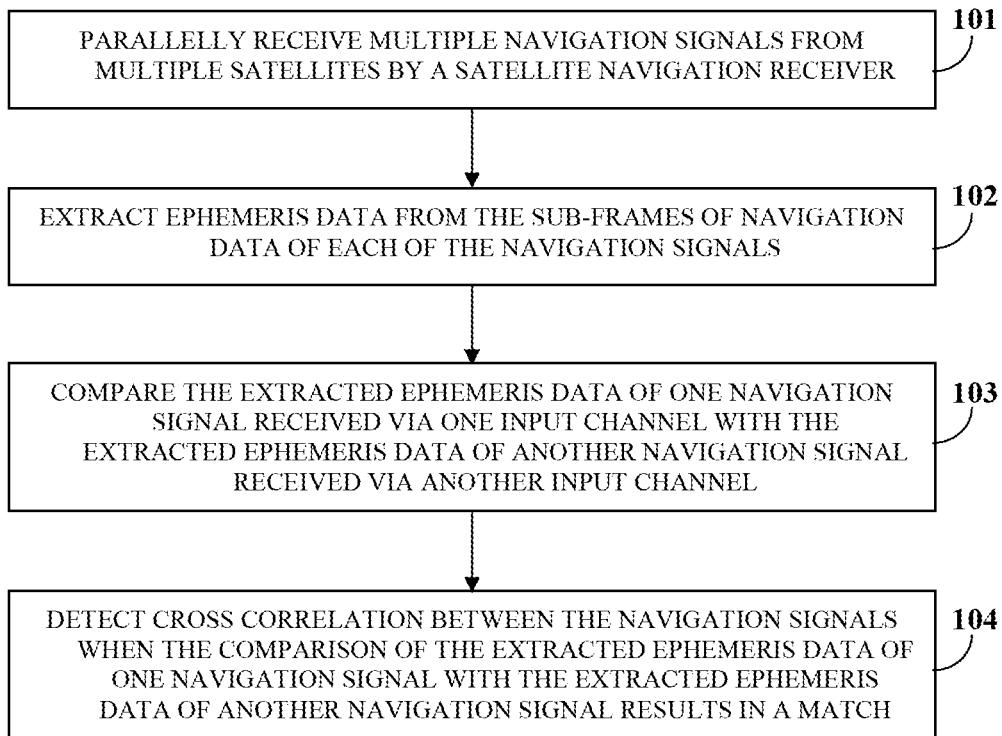 PARALLELLY RECEIVE MULTIPLE NAVIGATION SIGNALS FROM
MULTIPLE SATELLITES BY A SATELLITE NAVIGATION RECEIVER
101
EXTRACT EPHEMERIS DATA FROM THE SUB-FRAMES OF NAVIGATION
DATA OF EACH OF THE NAVIGATION SIGNALS
102
COMPARE THE EXTRACTED EPHEMERIS DATA OF ONE NAVIGATION
SIGNAL RECEIVED VIA ONE INPUT CHANNEL WITH THE
EXTRACTED EPHEMERIS DATA OF ANOTHER NAVIGATION SIGNAL
RECEIVED VIA ANOTHER INPUT CHANNEL
103
DETECT CROSS CORRELATION BETWEEN THE NAVIGATION SIGNALS
WHEN THE COMPARISON OF THE EXTRACTED EPHEMERIS DATA OF
ONE NAVIGATION SIGNAL WITH THE EXTRACTED EPHEMERIS
DATA OF ANOTHER NAVIGATION SIGNAL RESULTS IN A MATCH
104